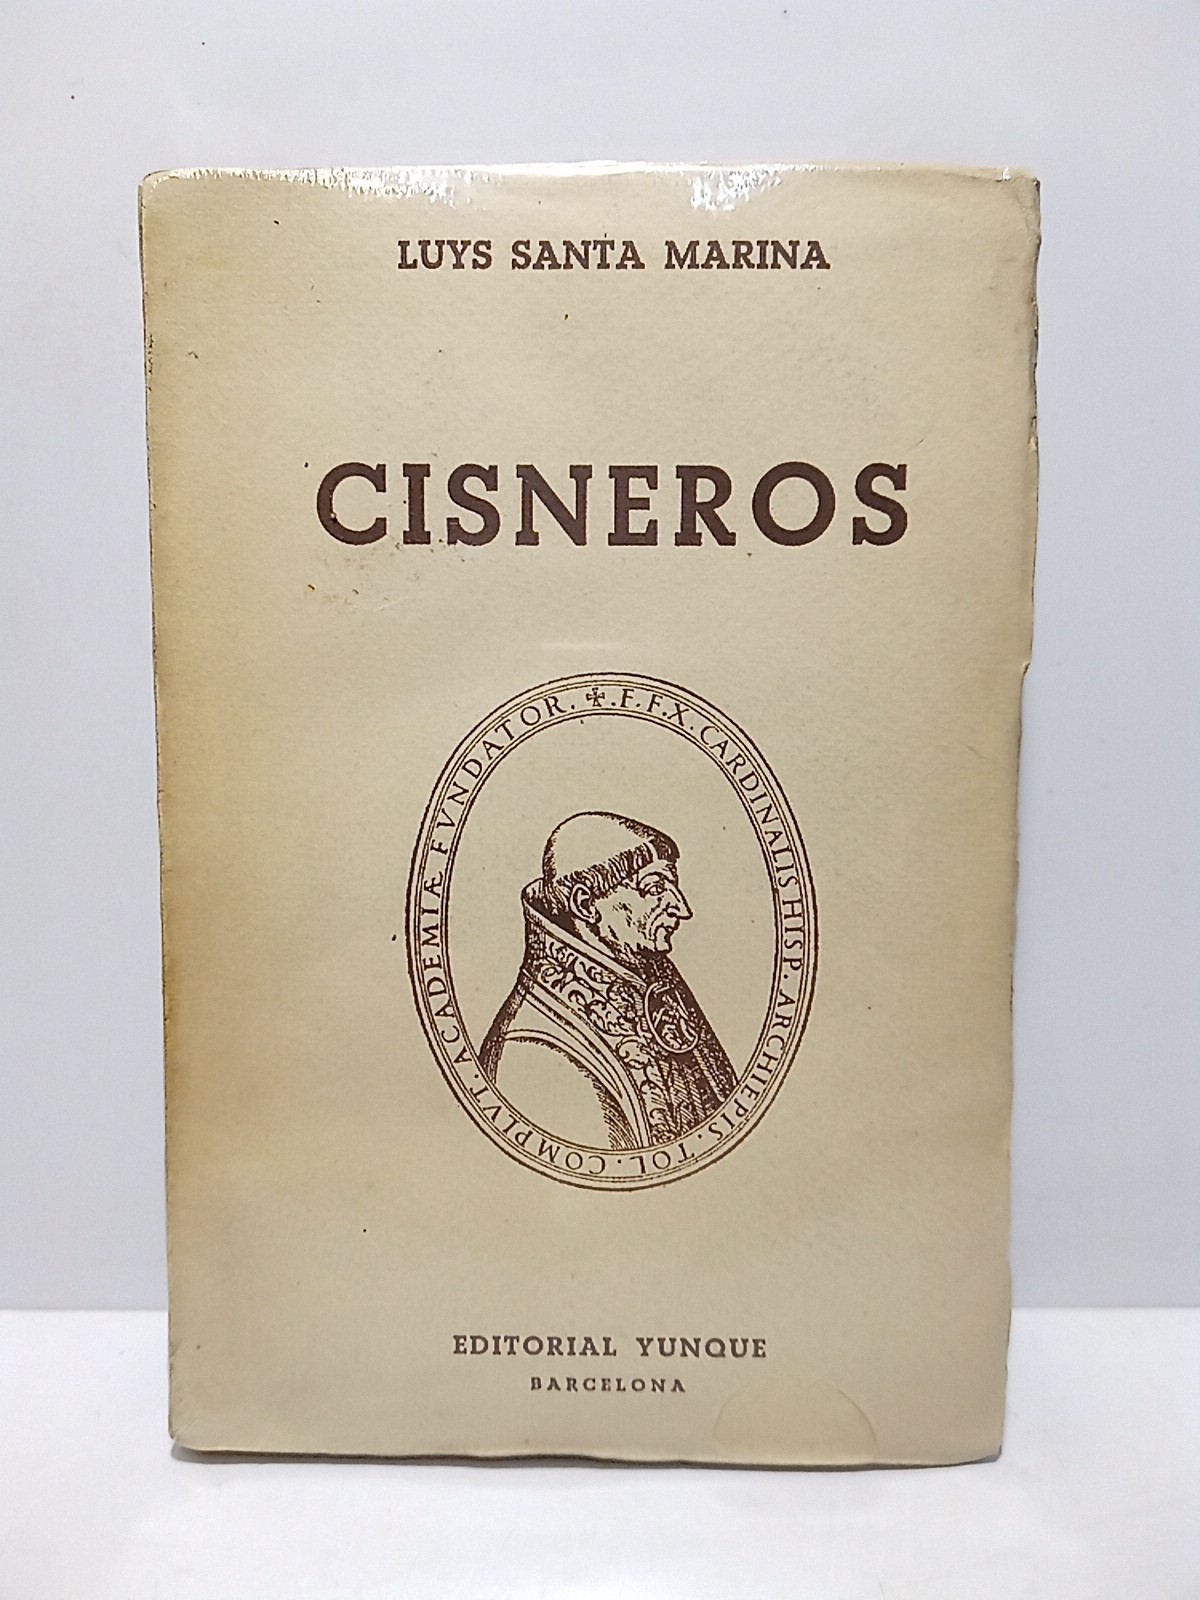 LUYS SANTA MARINA
CISNEROS
✠.F.F.X.CARDINALIS HISP.ARCHIEPIS.TOL.COMPLVT.ACADEMIÆ FVNDATOR.
EDITORIAL YUNQUE
BARCELONA